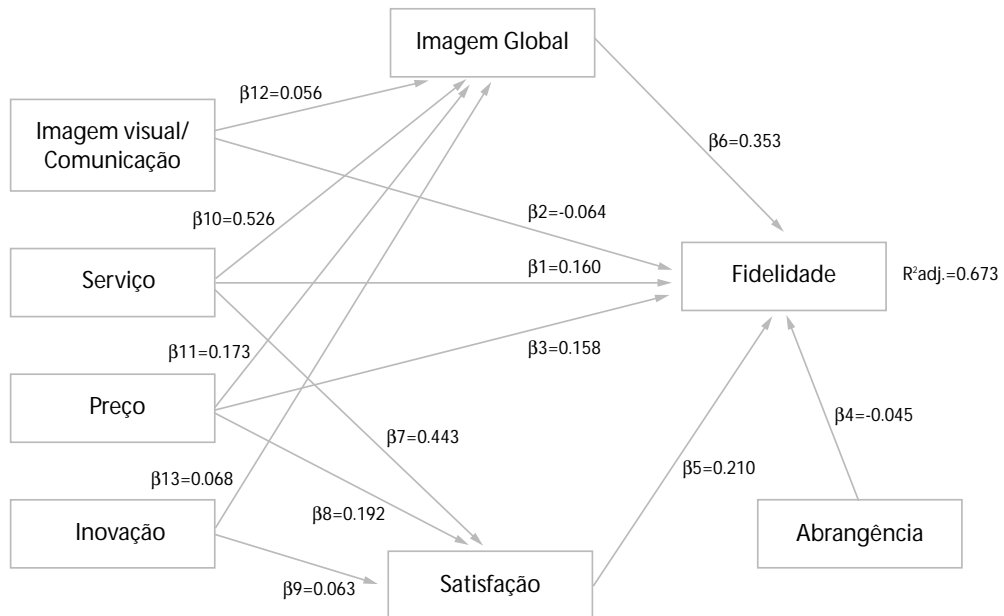 Imagem Global
β12=0.056
Imagem visual/
Comunicação
β6=0.353
β10=0.526
β2=-0.064
Serviço
β1=0.160
Fidelidade
R²adj.=0.673
β11=0.173
β3=0.158
Preço
β7=0.443
β4=-0.045
β5=0.210
β13=0.068
β8=0.192
Inovação
Abrangência
β9=0.063
Satisfação